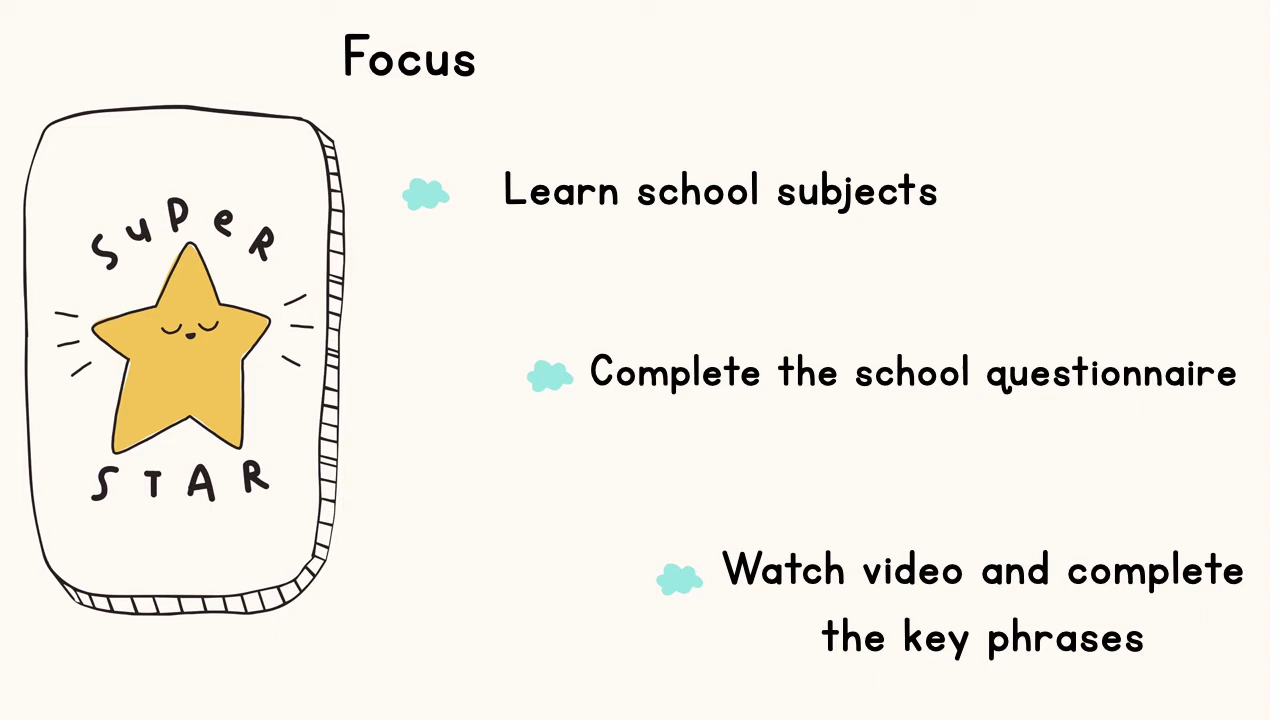 Focus
SuPeR
STAR
Learn school subjects
Complete the school questionnaire
Watch video and complete
the key phrases